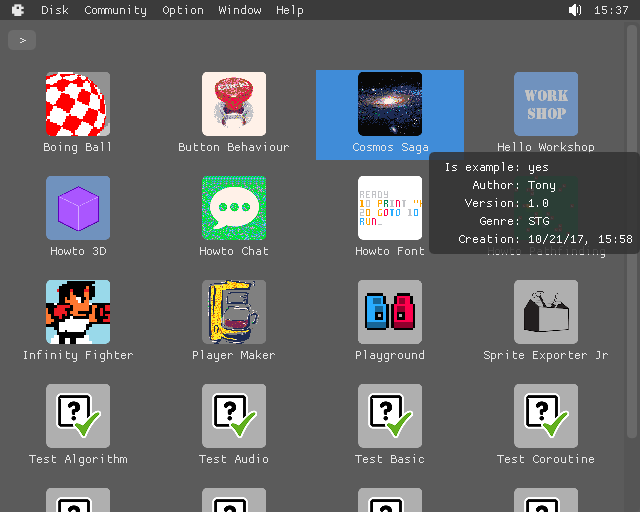 Disk Community Option Window Help 15:37
>
Boing Ball Button Behaviour Cosmos Saga Hello Workshop
WORK
SHOP
Is example: yes
Author: Tony
Version: 1.0
Genre: STG
Creation: 10/21/17, 15:58
READY
10 PRINT "H
20 GOTO 10
RUN_
Howto 3D Howto Chat Howto Font Howto Pathfinding
Infinity Fighter Player Maker Playground Sprite Exporter Jr
Test Algorithm Test Audio Test Basic Test Coroutine